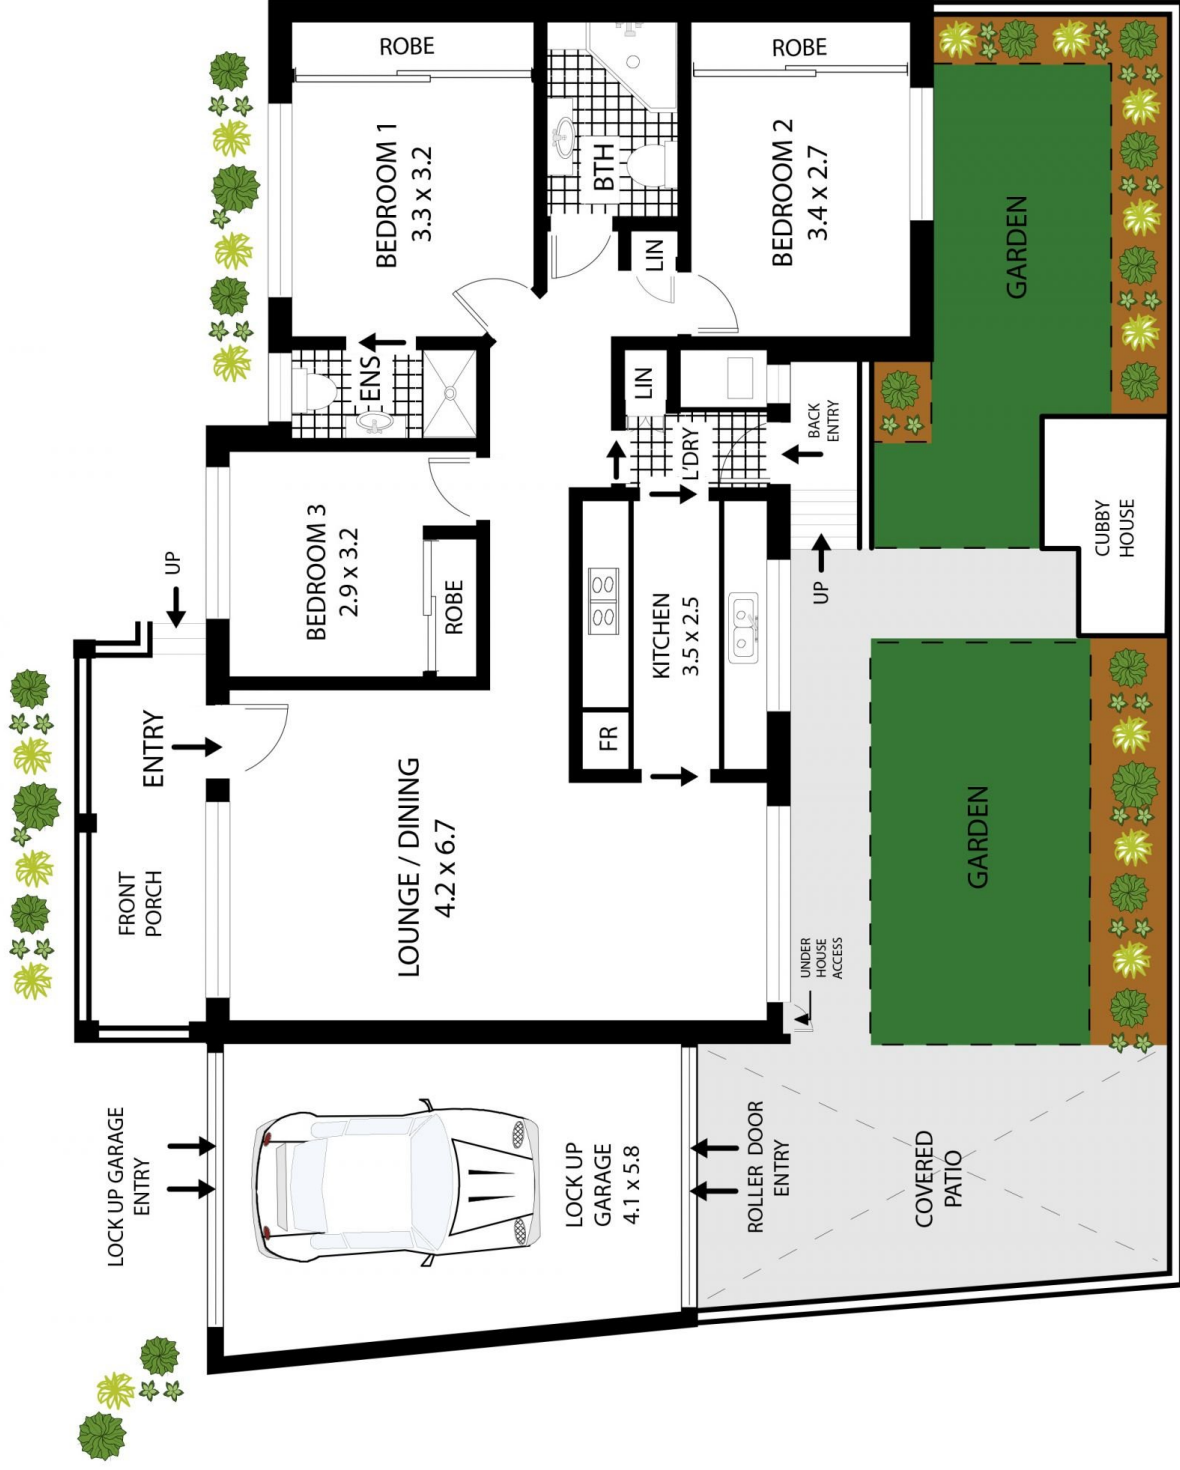 ROBE
BEDROOM 1
3.3 x 3.2
BTH
LIN
ROBE
BEDROOM 2
3.4 x 2.7
GARDEN
ENS
LIN
L'DRY
BACK
ENTRY
UP
CUBBY
HOUSE
BEDROOM 3
2.9 x 3.2
ROBE
UP
KITCHEN
3.5 x 2.5
FR
ENTRY
FRONT
PORCH
LOUNGE / DINING
4.2 x 6.7
UNDER
HOUSE
ACCESS
GARDEN
LOCK UP GARAGE
ENTRY
LOCK UP
GARAGE
4.1 x 5.8
ROLLER DOOR
ENTRY
COVERED
PATIO